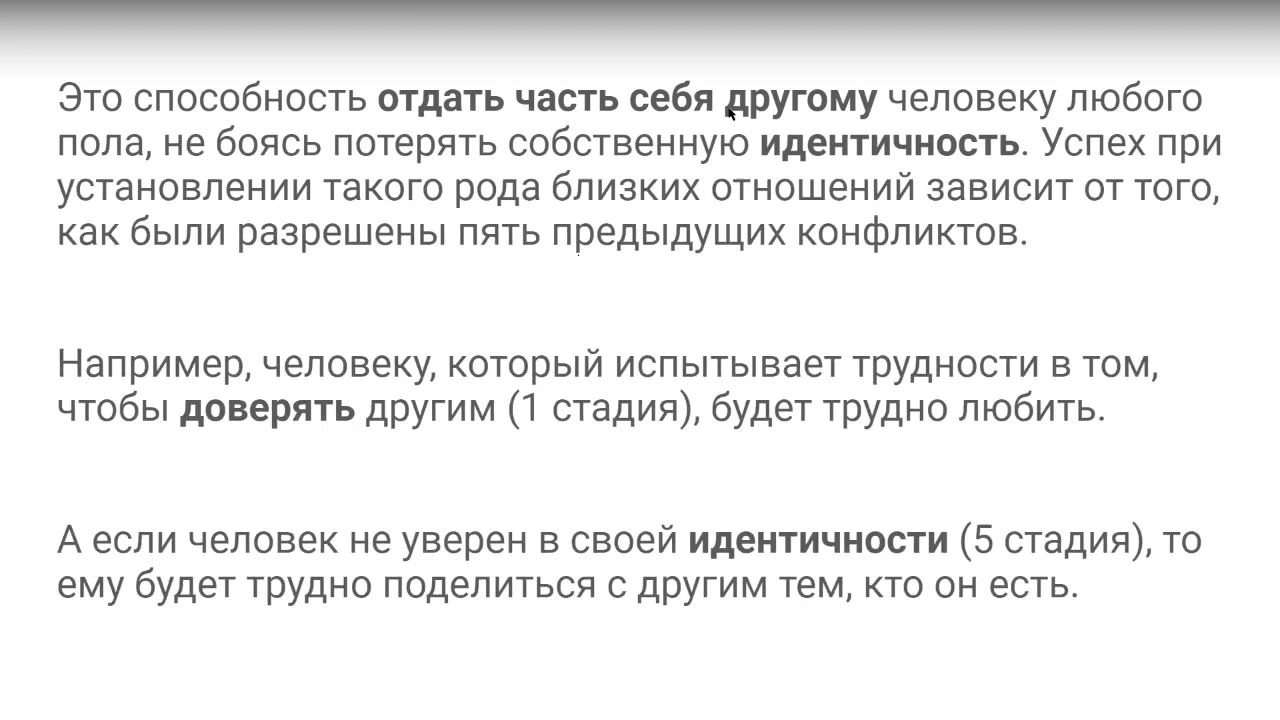 Это способность отдать часть себя другому человеку любого
пола, не боясь потерять собственную идентичность. Успех при
установлении такого рода близких отношений зависит от того,
как были разрешены пять предыдущих конфликтов.
Например, человеку, который испытывает трудности в том,
чтобы доверять другим (1 стадия), будет трудно любить.
А если человек не уверен в своей идентичности (5 стадия), то
ему будет трудно поделиться с другим тем, кто он есть.